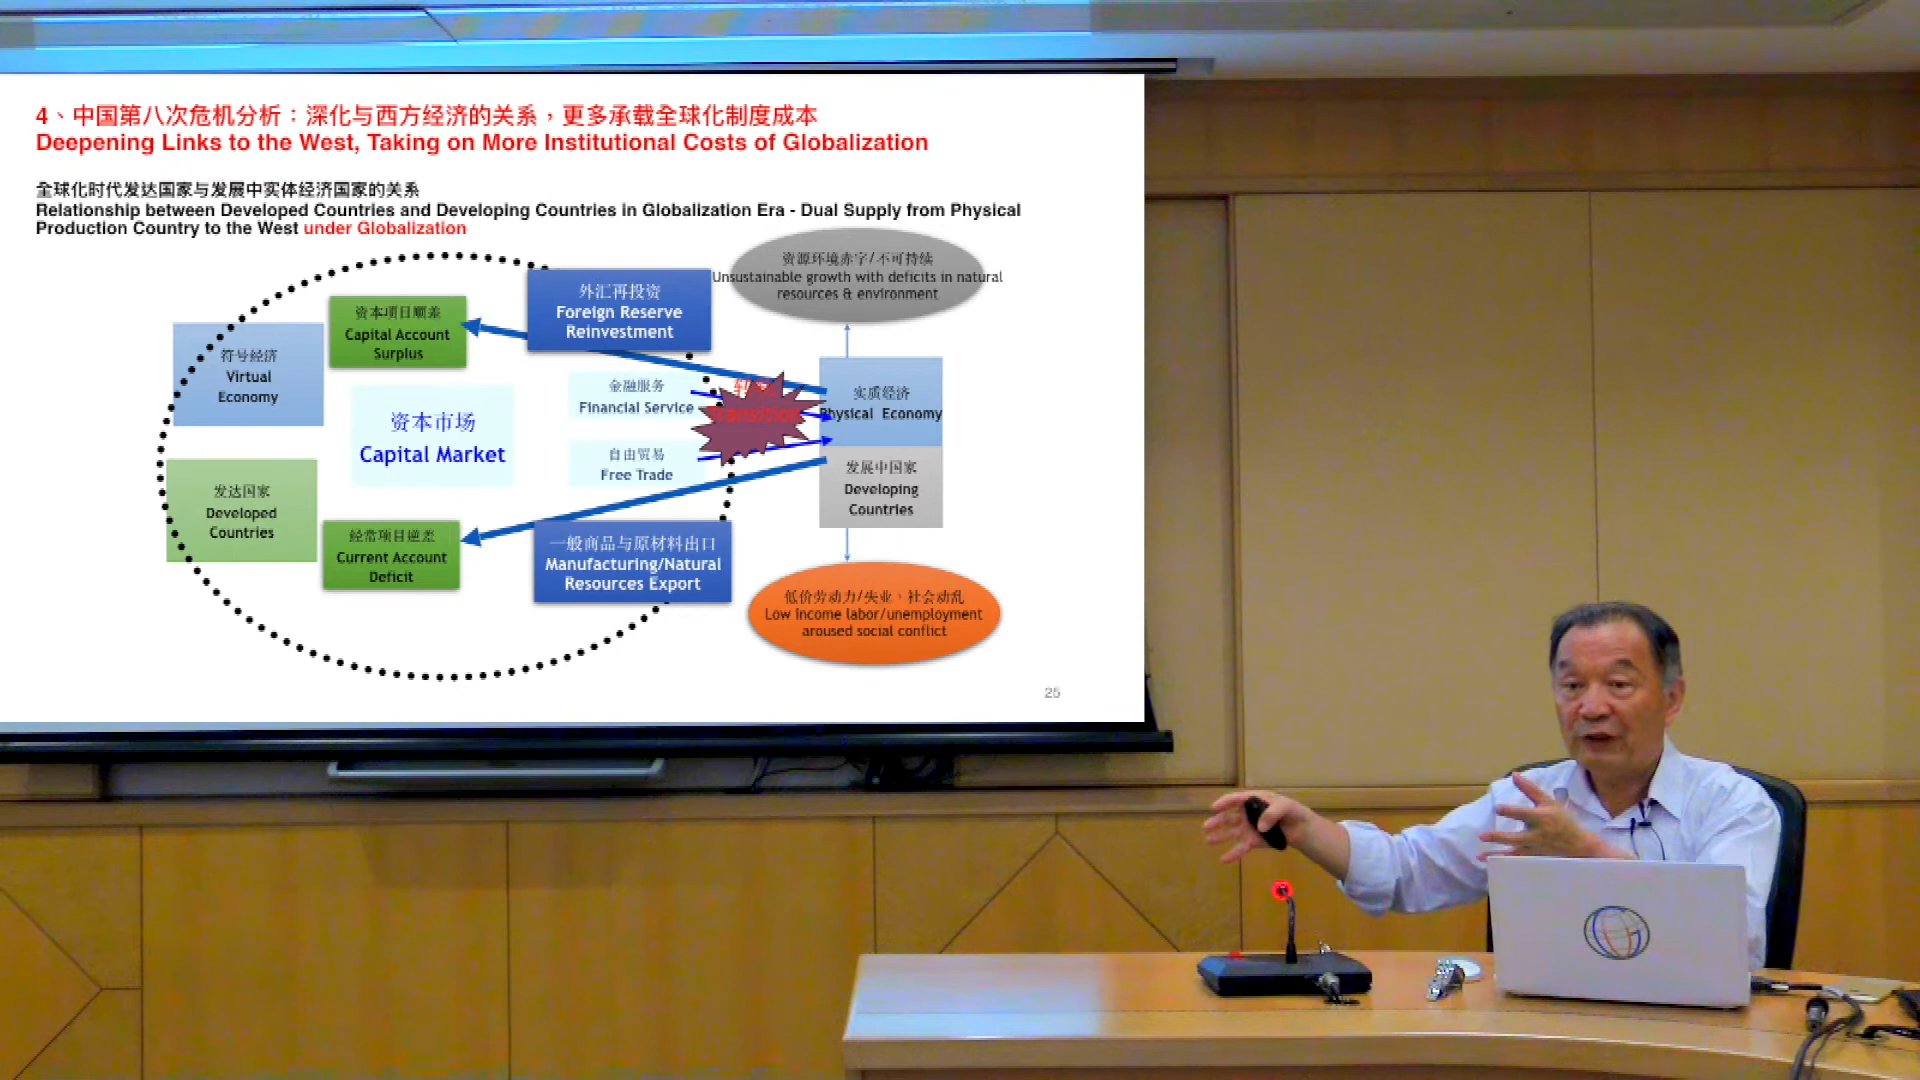 4、中国第八次危机分析：深化与西方经济的关系，更多承载全球化制度成本
Deepening Links to the West, Taking on More Institutional Costs of Globalization
全球化时代发达国家与发展中实体经济国家的关系
Relationship between Developed Countries and Developing Countries in Globalization Era - Dual Supply from Physical
Production Country to the West under Globalization
资源环境赤字/不可持续
Unsustainable growth with deficits in natural
resources & environment
外汇再投资
Foreign Reserve
Reinvestment
资本项目顺差
Capital Account
Surplus
符号经济
Virtual
Economy
资本市场
Capital Market
金融服务
Financial Service
Transition
实质经济
Physical Economy
自由贸易
Free Trade
发展中国家
Developing
Countries
发达国家
Developed
Countries
经常项目逆差
Current Account
Deficit
一般商品与原材料出口
Manufacturing/Natural
Resources Export
低价劳动力/失业，社会动乱
Low income labor/unemployment
aroused social conflict
25